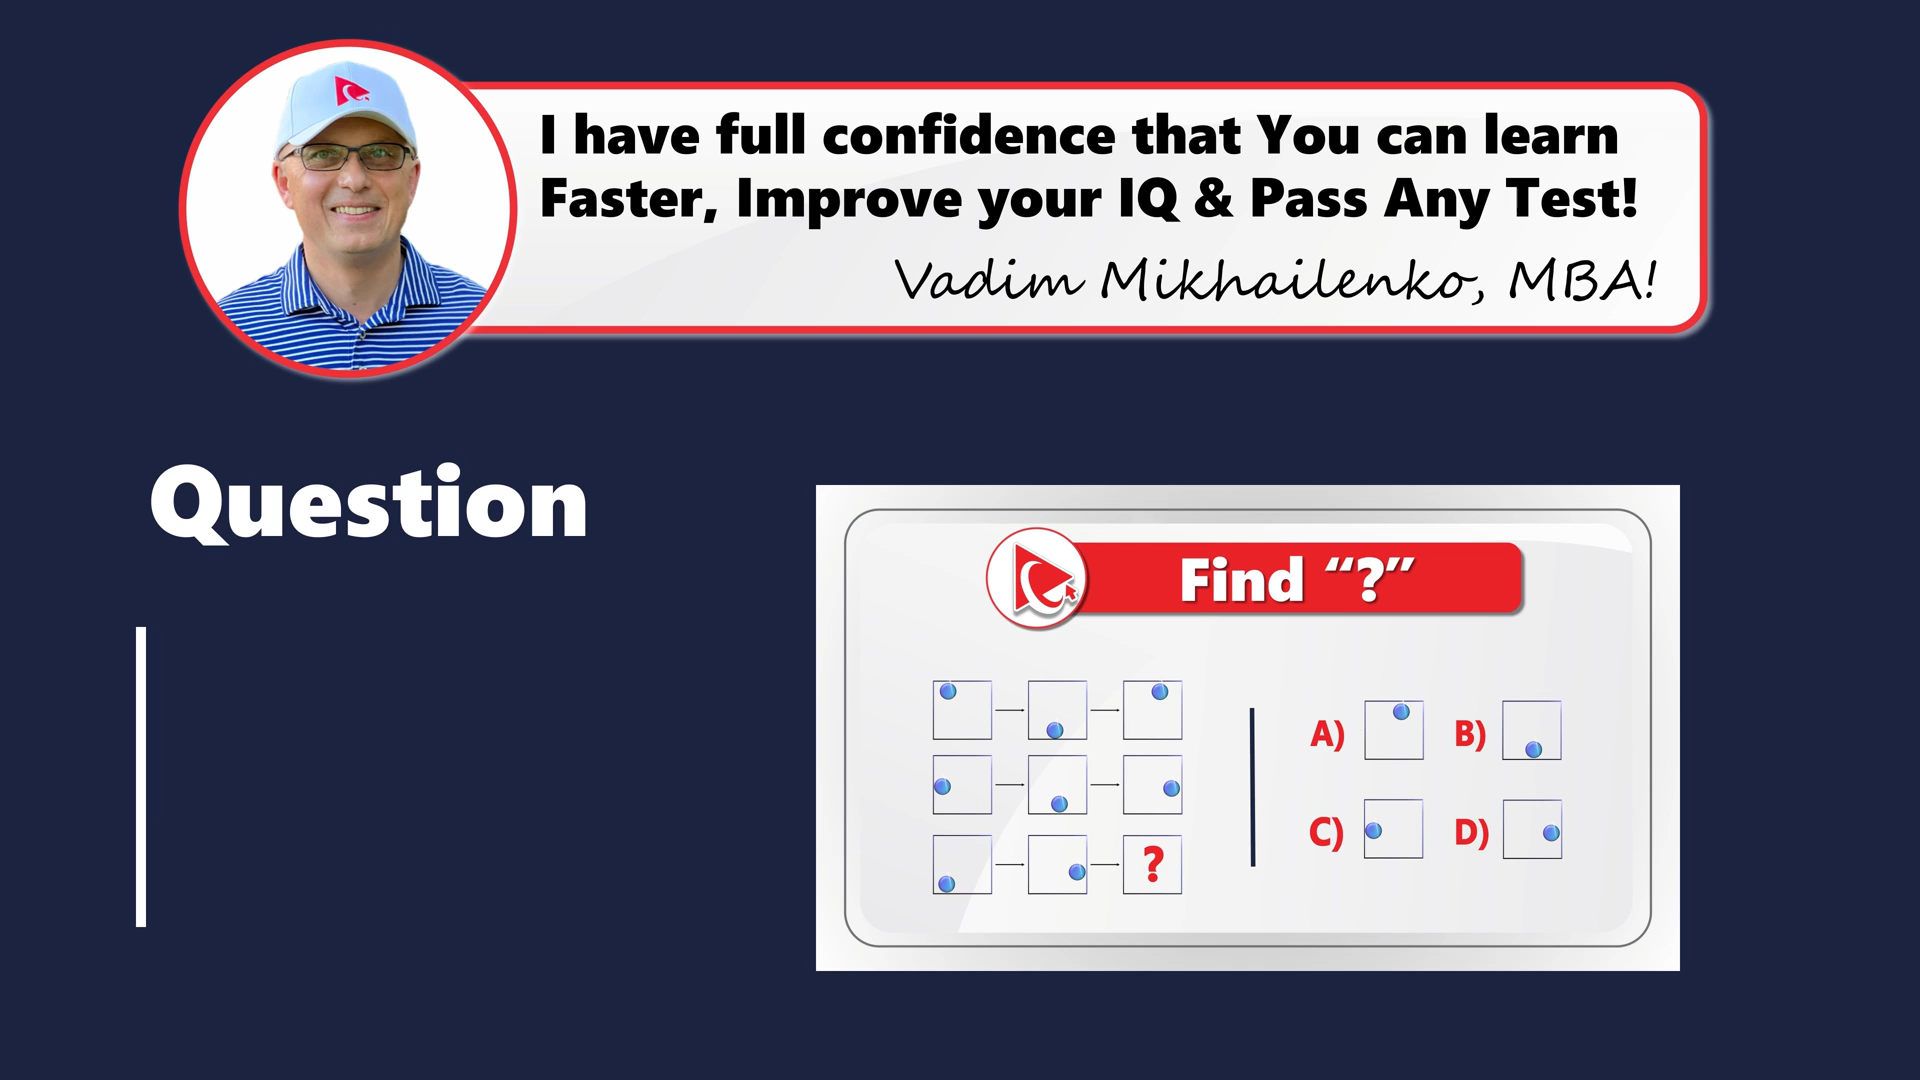 I have full confidence that You can learn
Faster, Improve your IQ & Pass Any Test!
Vadim Mikhailenko, MBA!
Question
Find “?”
A)
B)
?
C)
D)